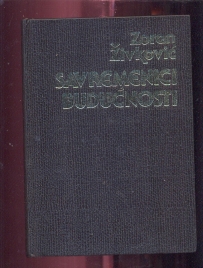 Zoran
Živković
SAVREMENICI
BUDUĆNOSTI